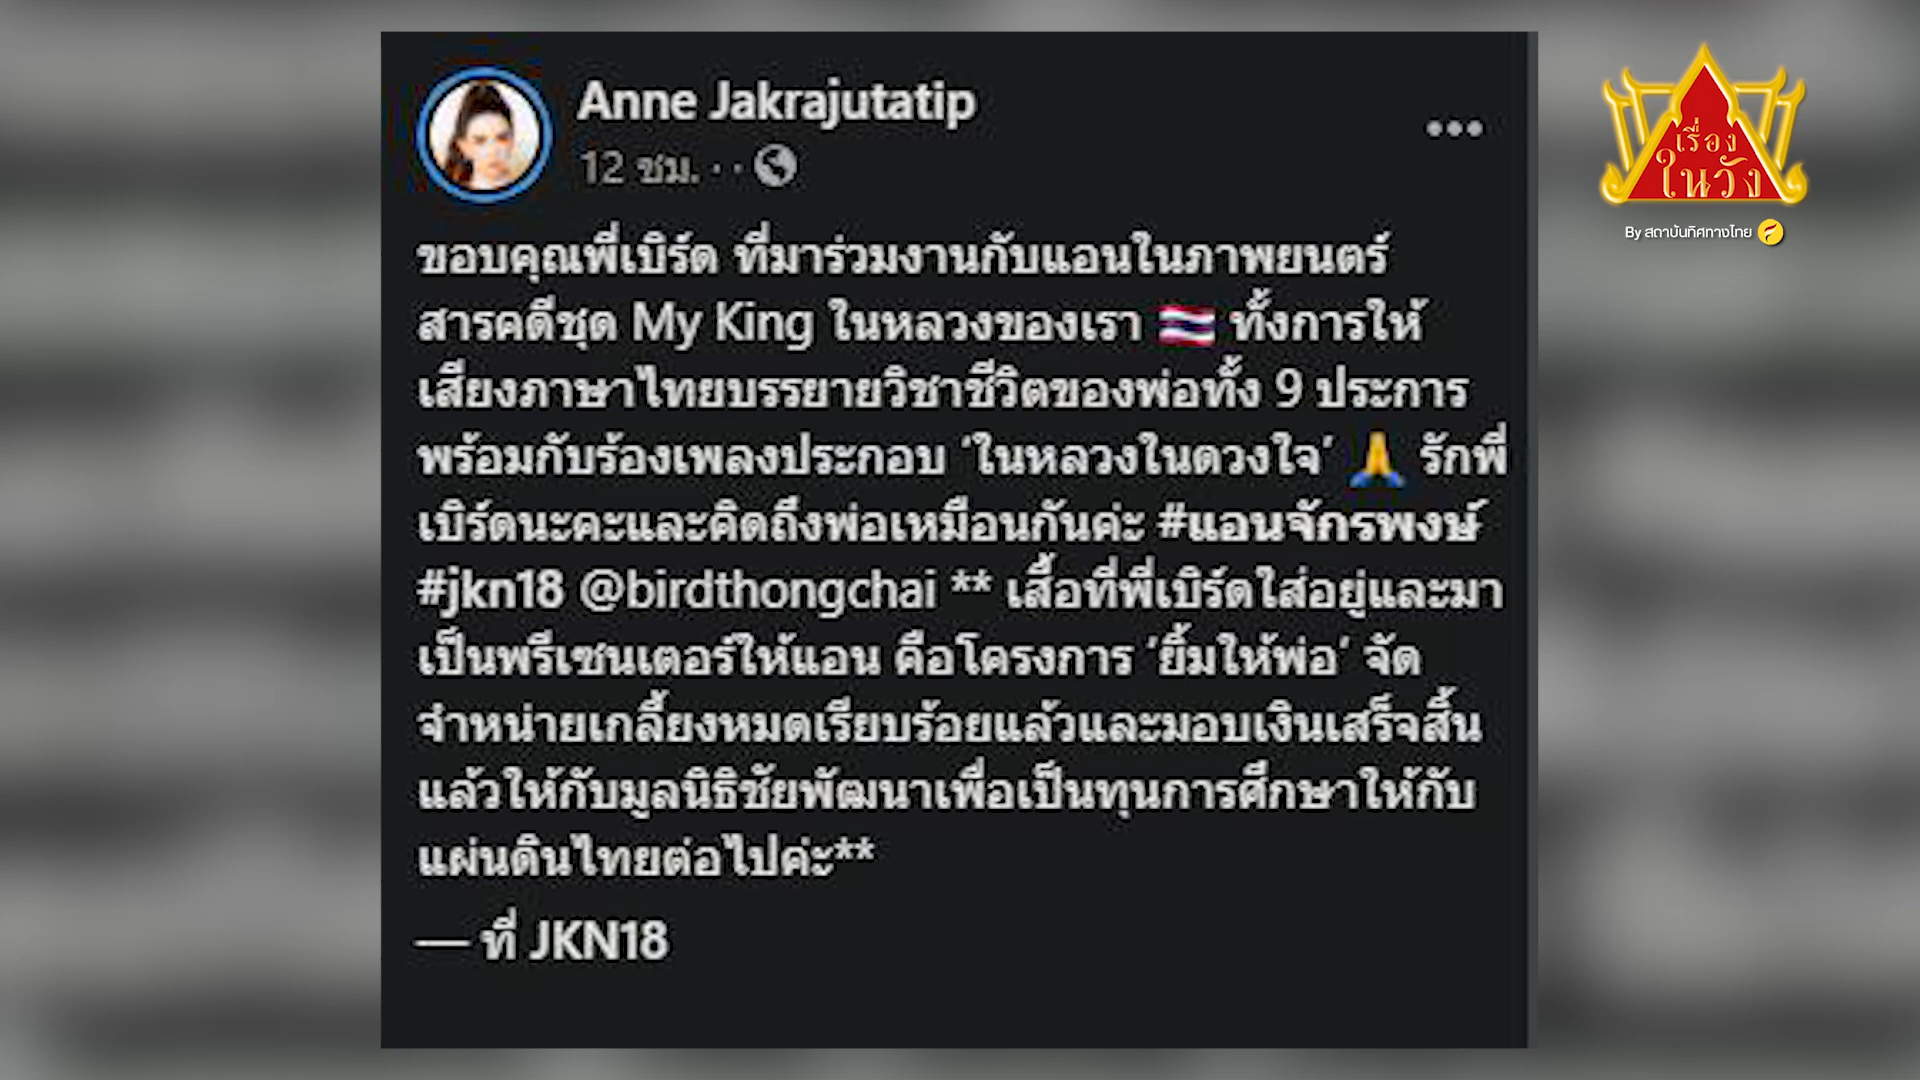 Anne Jakrajutatip
12 ชม. · ·
ขอบคุณพี่เบิร์ด ที่มาร่วมงานกับแอนในภาพยนตร์
สารคดีชุด My King ในหลวงของเรา 🇹🇭 ทั้งการให้
เสียงภาษาไทยบรรยายวิชาชีวิตของพ่อทั้ง 9 ประการ
พร้อมกับร้องเพลงประกอบ ‘ในหลวงในดวงใจ’ 🙏 รักพี่
เบิร์ดนะคะและคิดถึงพ่อเหมือนกันค่ะ #แอนจักรพงษ์
#jkn18 @birdthongchai ** เสื้อที่พี่เบิร์ดใส่อยู่และมา
เป็นพรีเซนเตอร์ให้แอน คือโครงการ ‘ยิ้มให้พ่อ’ จัด
จำหน่ายเกลี้ยงหมดเรียบร้อยแล้วและมอบเงินเสร็จสิ้น
แล้วให้กับมูลนิธิชัยพัฒนาเพื่อเป็นทุนการศึกษาให้กับ
แผ่นดินไทยต่อไปค่ะ**
— ที่ JKN18
เรื่อง
ในวัง
By สถาบันทิศทางไทย